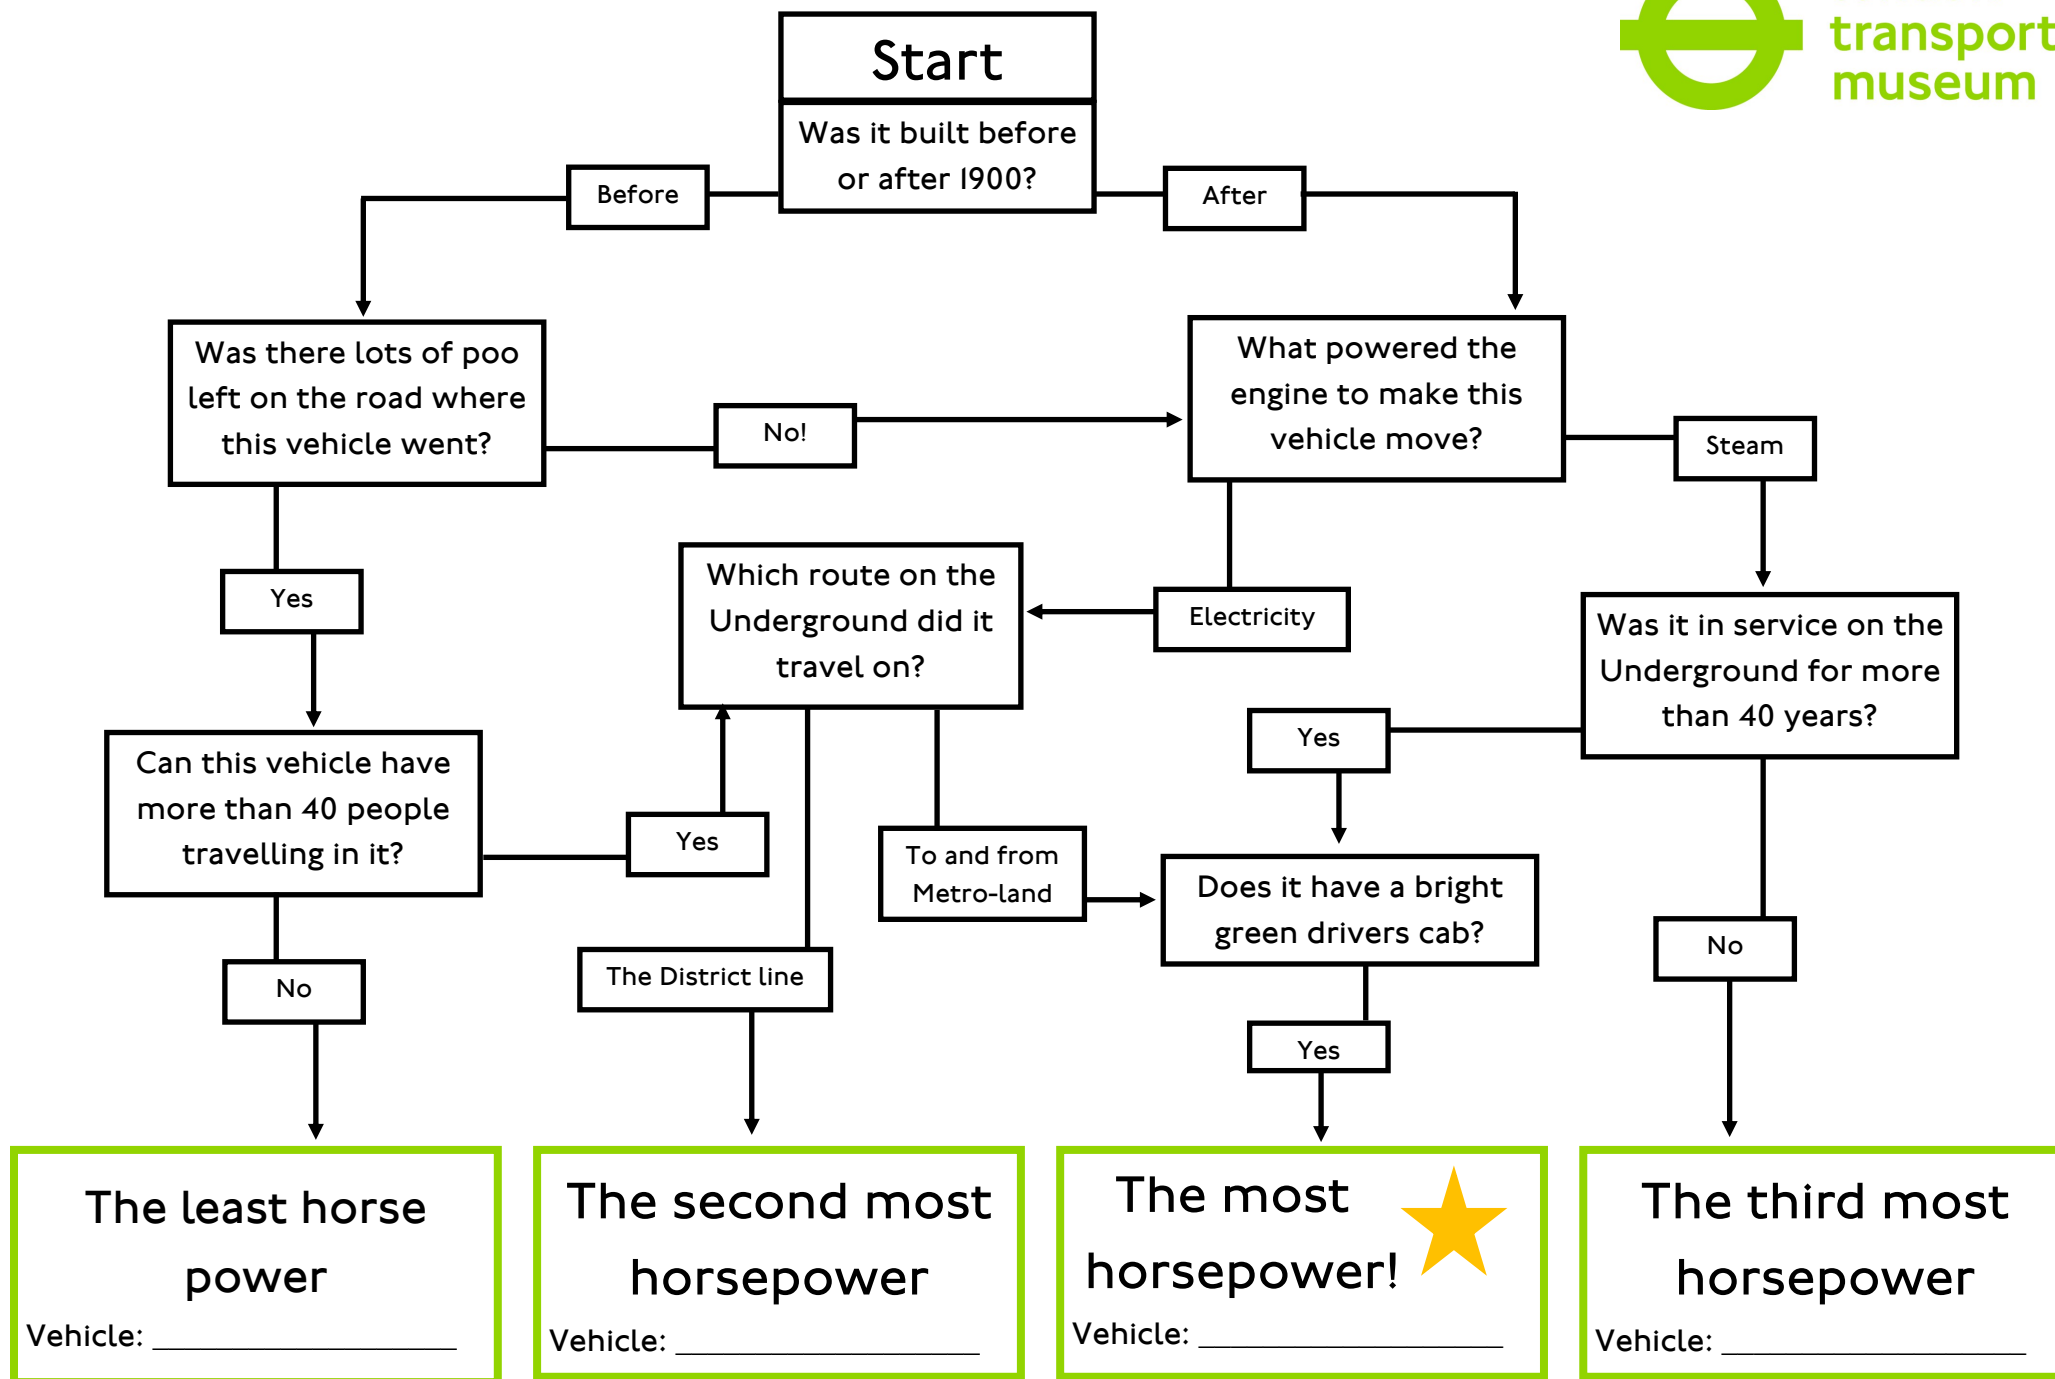 transport
museum
Start
Was it built before
or after 1900?
Before
After
Was there lots of poo
left on the road where
this vehicle went?
No!
What powered the
engine to make this
vehicle move?
Steam
Yes
Which route on the
Underground did it
travel on?
Electricity
Was it in service on the
Underground for more
than 40 years?
Can this vehicle have
more than 40 people
travelling in it?
Yes
To and from
Metro-land
Yes
Does it have a bright
green drivers cab?
No
No
The District line
Yes
The least horse
power
Vehicle: ____________________
The second most
horsepower
Vehicle: ____________________
The most
horsepower!
Vehicle: ____________________
The third most
horsepower
Vehicle: ____________________